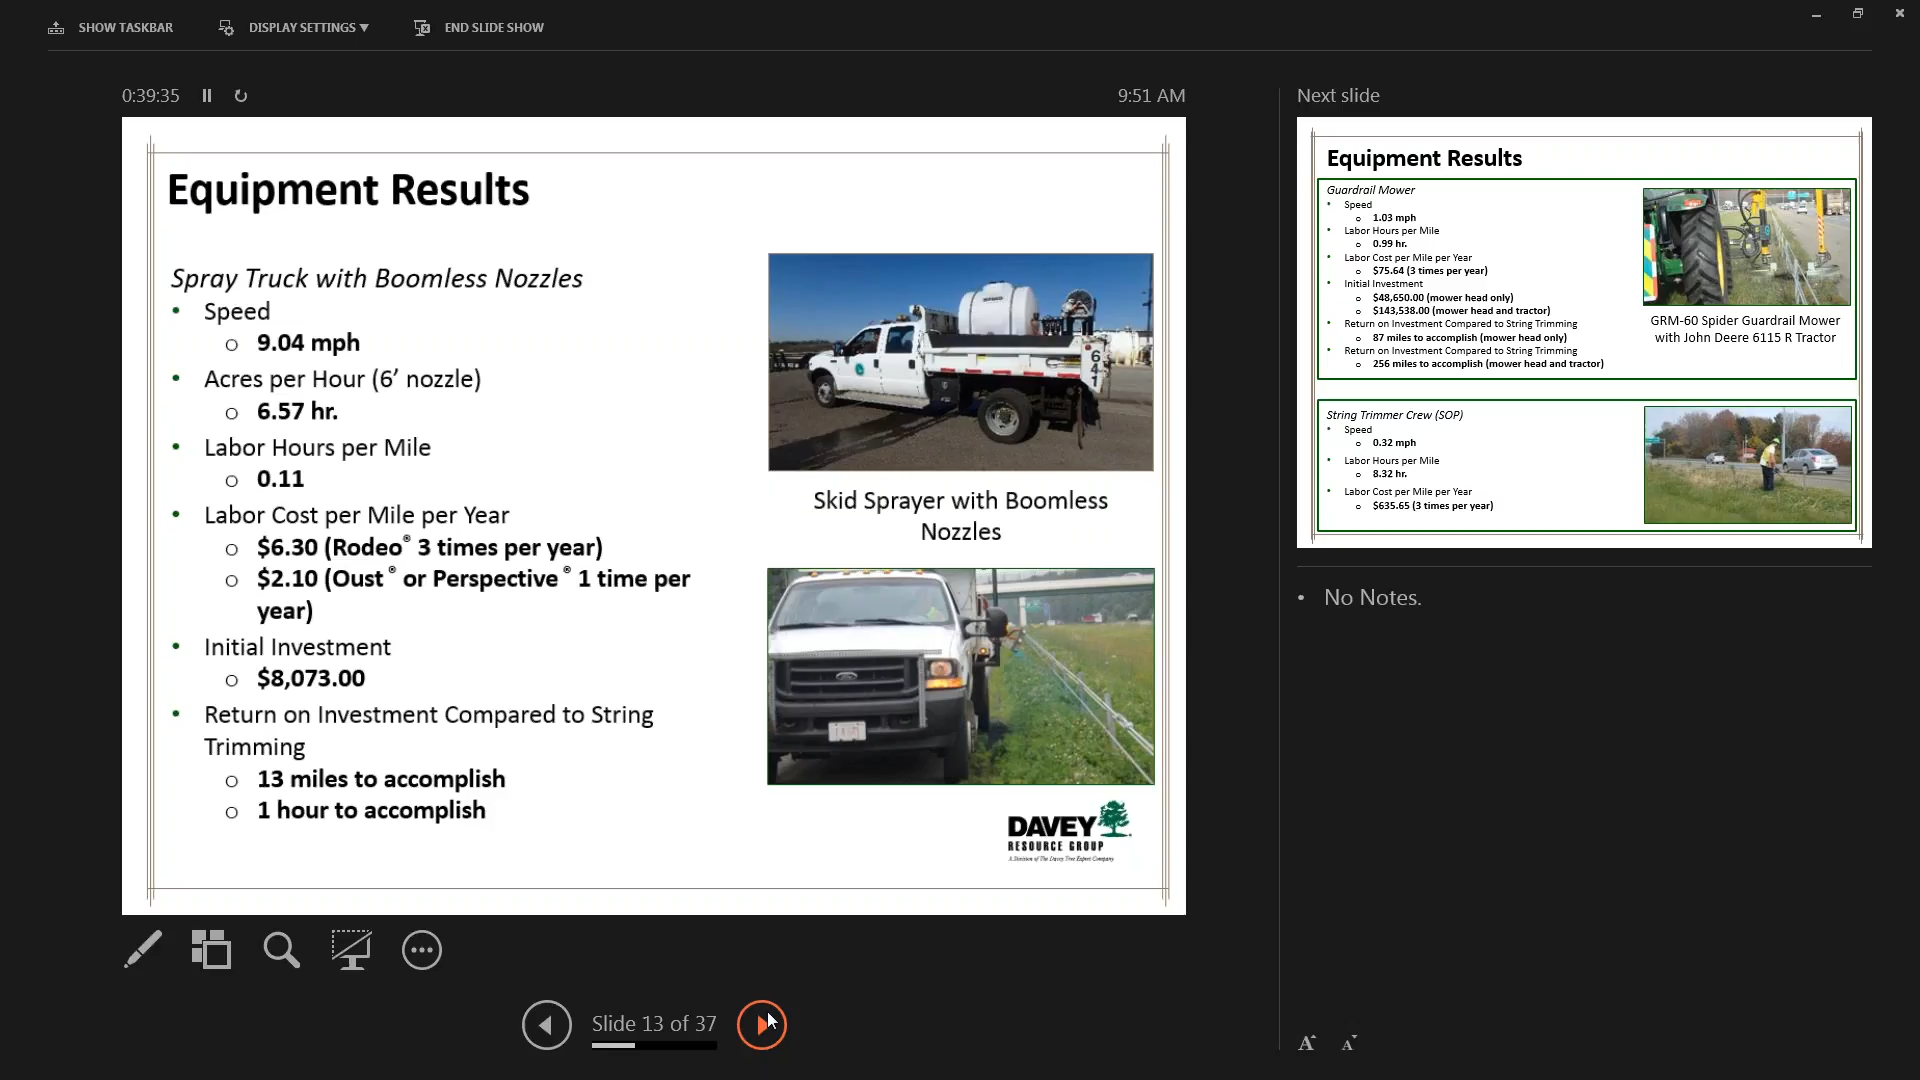 SHOW TASKBAR
DISPLAY SETTINGS ▼
END SLIDE SHOW
0:39:35
9:51 AM
Equipment Results
Spray Truck with Boomless Nozzles
• Speed
o 9.04 mph
• Acres per Hour (6’ nozzle)
o 6.57 hr.
• Labor Hours per Mile
o 0.11
• Labor Cost per Mile per Year
o $6.30 (Rodeo® 3 times per year)
o $2.10 (Oust ® or Perspective ® 1 time per
year)
• Initial Investment
o $8,073.00
• Return on Investment Compared to String
Trimming
o 13 miles to accomplish
o 1 hour to accomplish
641
Skid Sprayer with Boomless
Nozzles
DAVEY
RESOURCE GROUP
A Division of The Davey Tree Expert Company
Slide 13 of 37
Next slide
Equipment Results
Guardrail Mower
• Speed
o 1.03 mph
• Labor Hours per Mile
o 0.99 hr.
• Labor Cost per Mile per Year
o $75.64 (3 times per year)
• Initial Investment
o $48,650.00 (mower head only)
o $143,538.00 (mower head and tractor)
• Return on Investment Compared to String Trimming
o 87 miles to accomplish (mower head only)
• Return on Investment Compared to String Trimming
o 256 miles to accomplish (mower head and tractor)
GRM-60 Spider Guardrail Mower
with John Deere 6115 R Tractor
String Trimmer Crew (SOP)
• Speed
o 0.32 mph
• Labor Hours per Mile
o 8.32 hr.
• Labor Cost per Mile per Year
o $635.65 (3 times per year)
• No Notes.
A A